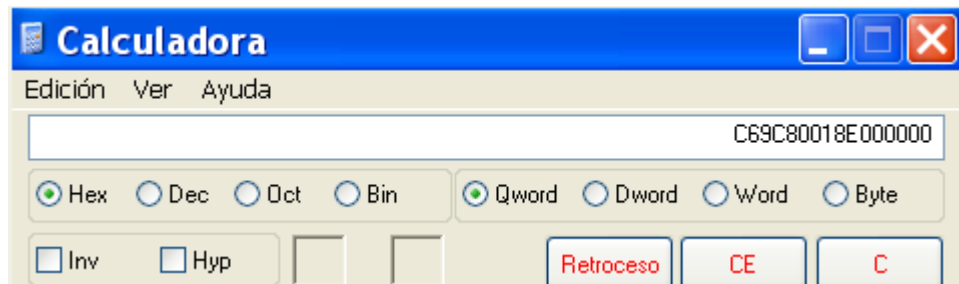 Calculadora
Edición Ver Ayuda
C69C80018E000000
Hex Dec Oct Bin Qword Dword Word Byte
Inv Hyp Retroceso CE C